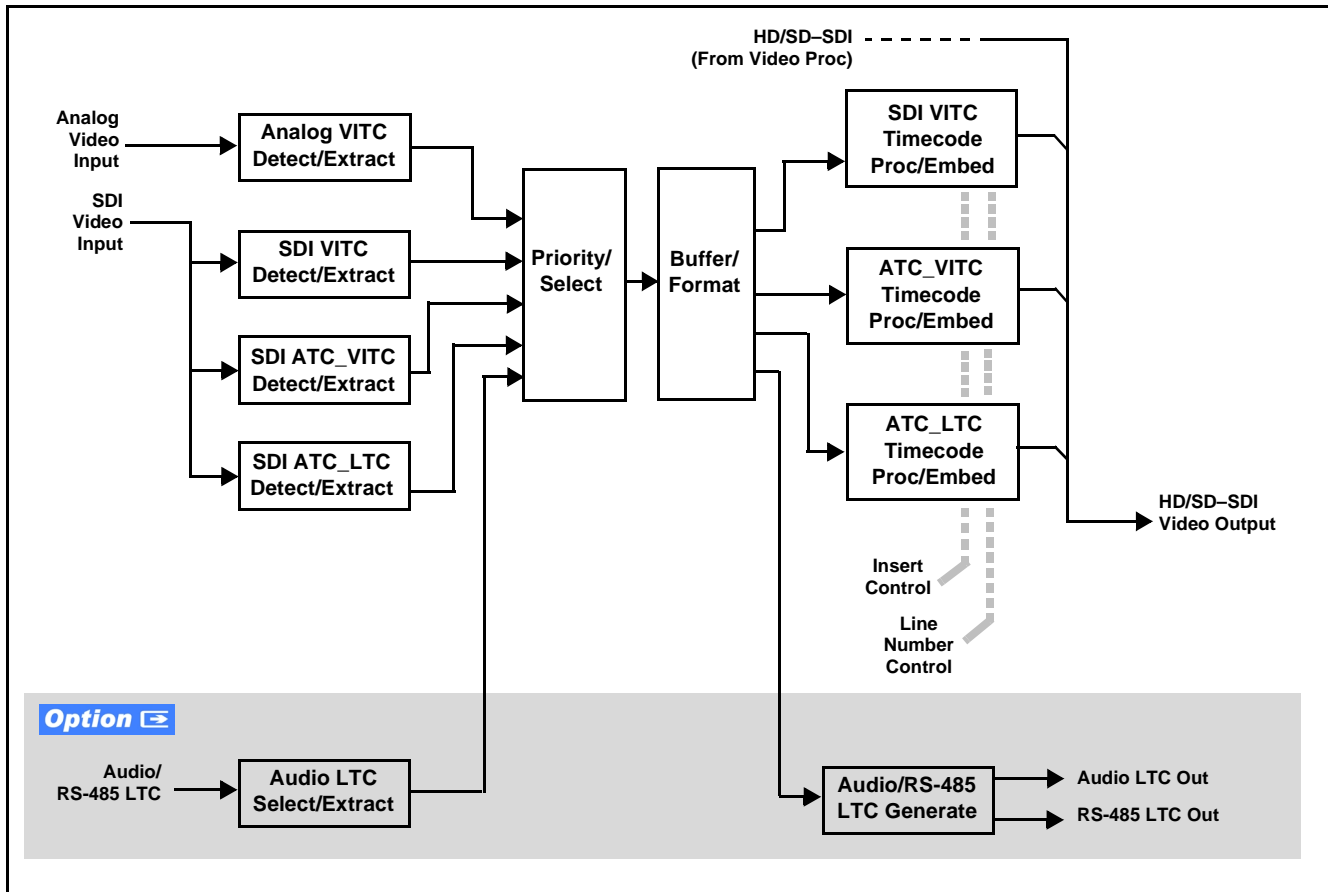 HD/SD–SDI
(From Video Proc)
Analog
Video
Input
Analog VITC
Detect/Extract
SDI
Video
Input
SDI VITC
Detect/Extract
SDI ATC_VITC
Detect/Extract
SDI ATC_LTC
Detect/Extract
Priority/
Select
Buffer/
Format
SDI VITC
Timecode
Proc/Embed
ATC_VITC
Timecode
Proc/Embed
ATC_LTC
Timecode
Proc/Embed
HD/SD–SDI
Video Output
Insert
Control
Line
Number
Control
Option
Audio/
RS-485 LTC
Audio LTC
Select/Extract
Audio/RS-485
LTC Generate
Audio LTC Out
RS-485 LTC Out